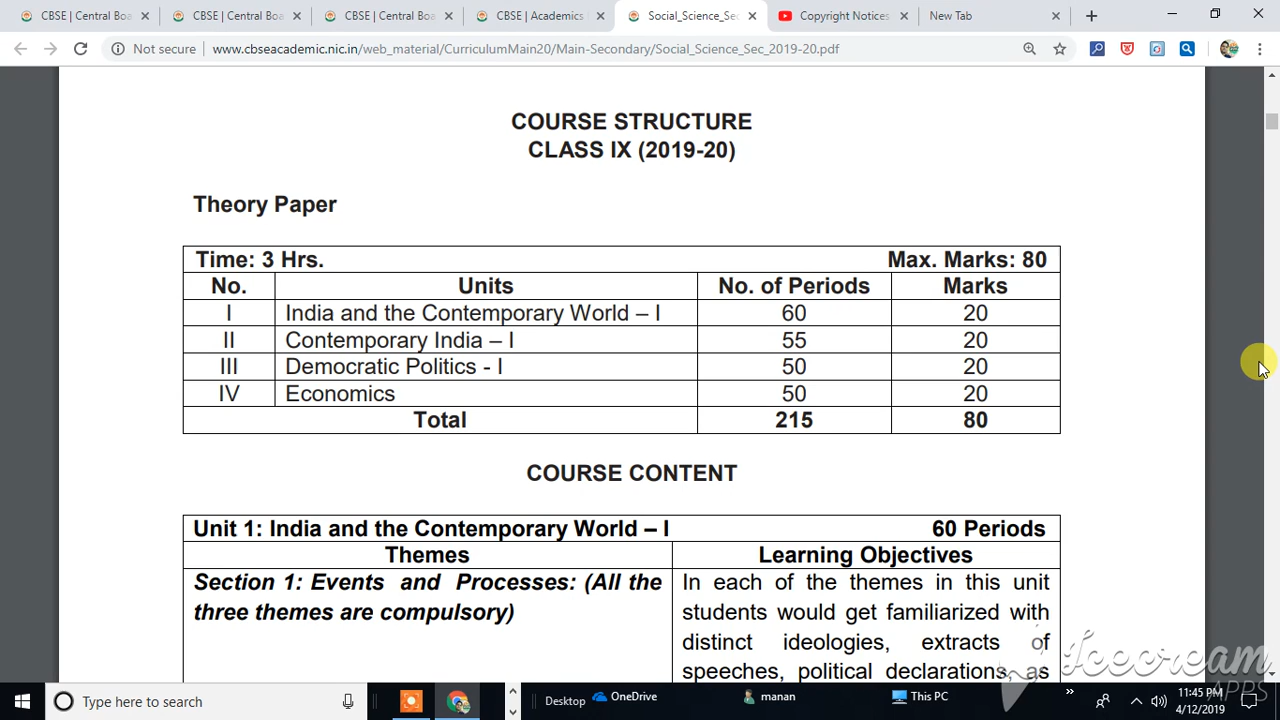 CBSE | Central Boa
CBSE | Central Boa
CBSE | Central Boa
CBSE | Academics
Social_Science_Sec
Copyright Notices
New Tab
Not secure
www.cbseacademic.nic.in/web_material/CurriculumMain20/Main-Secondary/Social_Science_Sec_2019-20.pdf
COURSE STRUCTURE
CLASS IX (2019-20)
Theory Paper
Time: 3 Hrs. Max. Marks: 80
No. Units No. of Periods Marks
I India and the Contemporary World – I 60 20
II Contemporary India – I 55 20
III Democratic Politics - I 50 20
IV Economics 50 20
Total 215 80
COURSE CONTENT
Unit 1: India and the Contemporary World – I 60 Periods
Themes Learning Objectives
Section 1: Events and Processes: (All the
three themes are compulsory)
In each of the themes in this unit
students would get familiarized with
distinct ideologies, extracts of
speeches, political declarations, as
Icecream
APPS
Type here to search
Desktop
OneDrive
manan
This PC
11:45 PM
4/12/2019